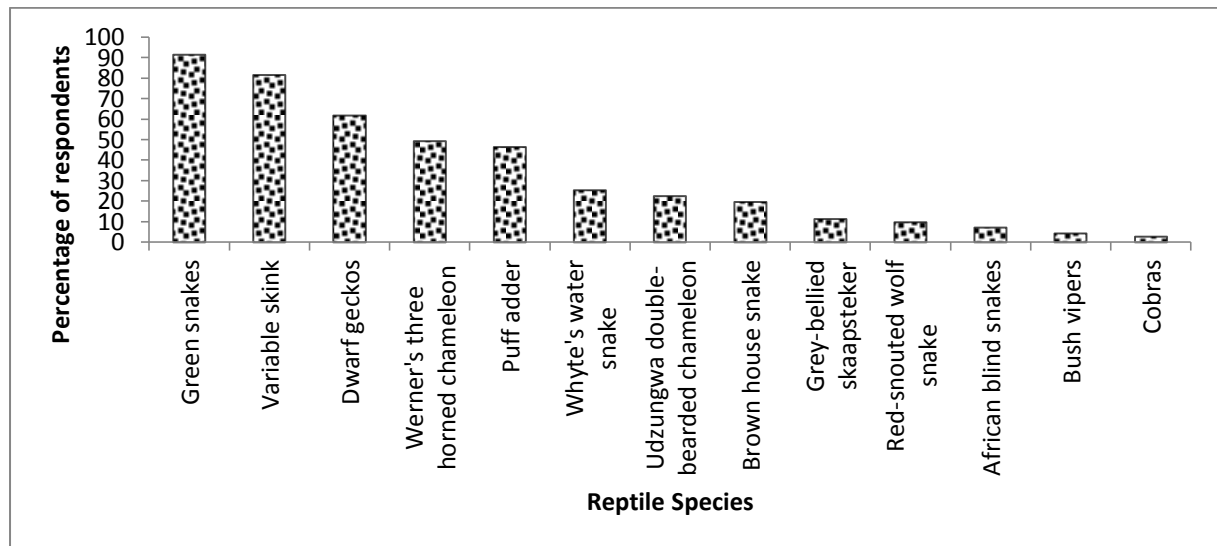 Percentage of respondents
100
90
80
70
60
50
40
30
20
10
0
Green snakes
Variable skink
Dwarf geckos
Werner's three
horned chameleon
Puff adder
Whyte's water
snake
Udzungwa double-
bearded chameleon
Brown house snake
Grey-bellied
skaapsteker
Red-snouted wolf
snake
African blind snakes
Bush vipers
Cobras
Reptile Species